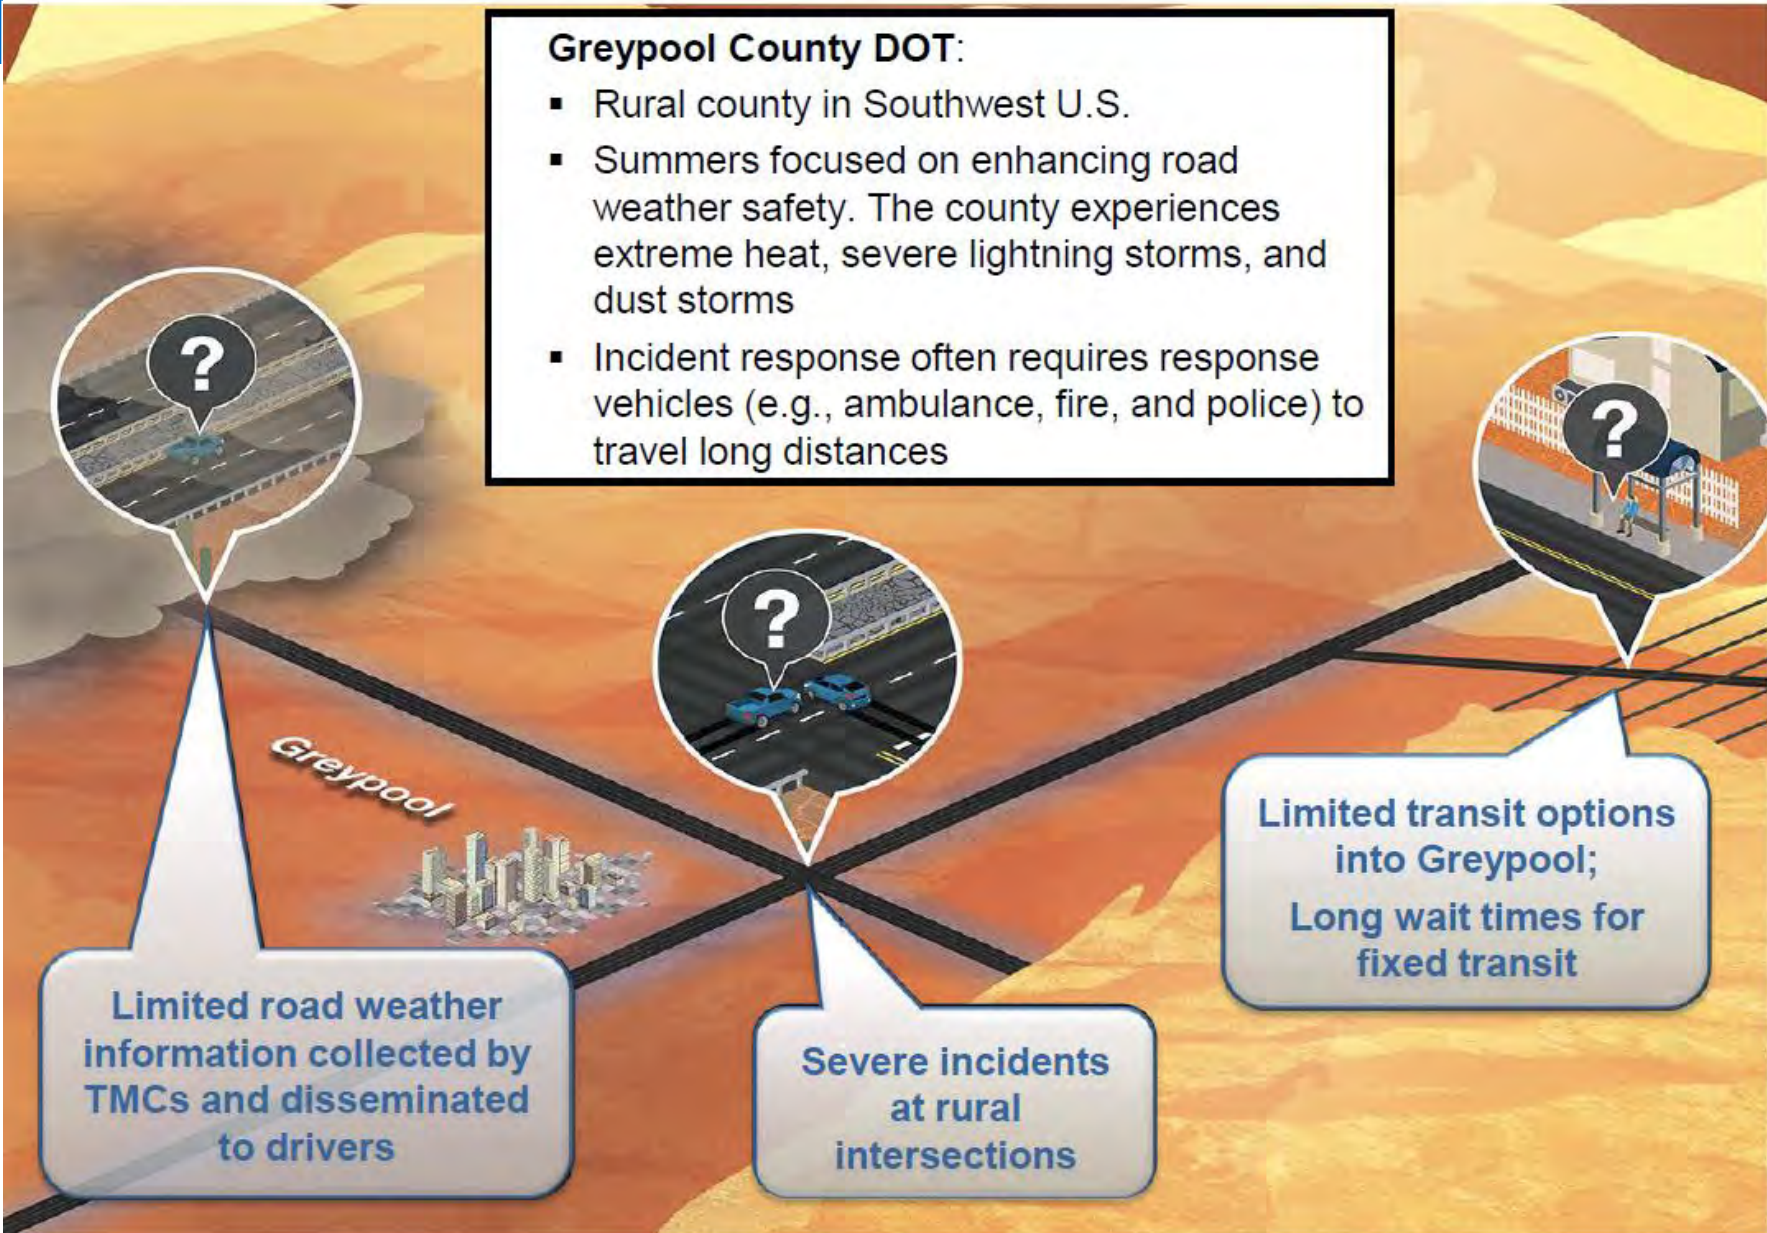 Greypool County DOT:
▪ Rural county in Southwest U.S.
▪ Summers focused on enhancing road
weather safety. The county experiences
extreme heat, severe lightning storms, and
dust storms
▪ Incident response often requires response
vehicles (e.g., ambulance, fire, and police) to
travel long distances
?
?
?
Greypool
Limited road weather
information collected by
TMCs and disseminated
to drivers
Severe incidents
at rural
intersections
Limited transit options
into Greypool;
Long wait times for
fixed transit